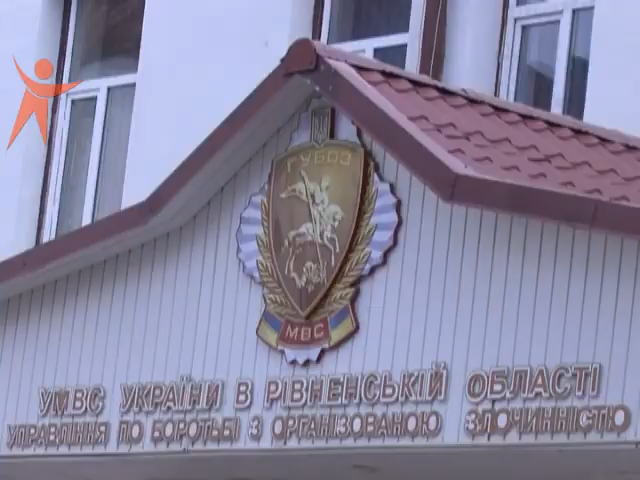 ГУБОЗ
МВС
УМВС УКРАЇНИ В РІВНЕНСЬКІЙ ОБЛАСТІ
УПРАВЛІННЯ ПО БОРОТЬБІ З ОРГАНІЗОВАНОЮ ЗЛОЧИННІСТЮ